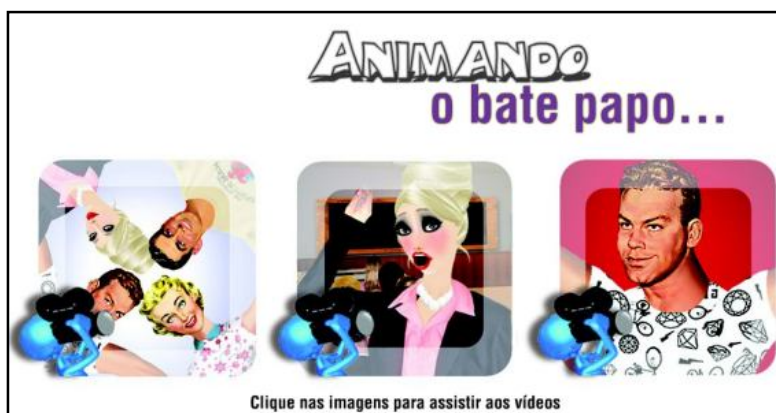 ANIMANDO
o bate papo...
Clique nas imagens para assistir aos vídeos